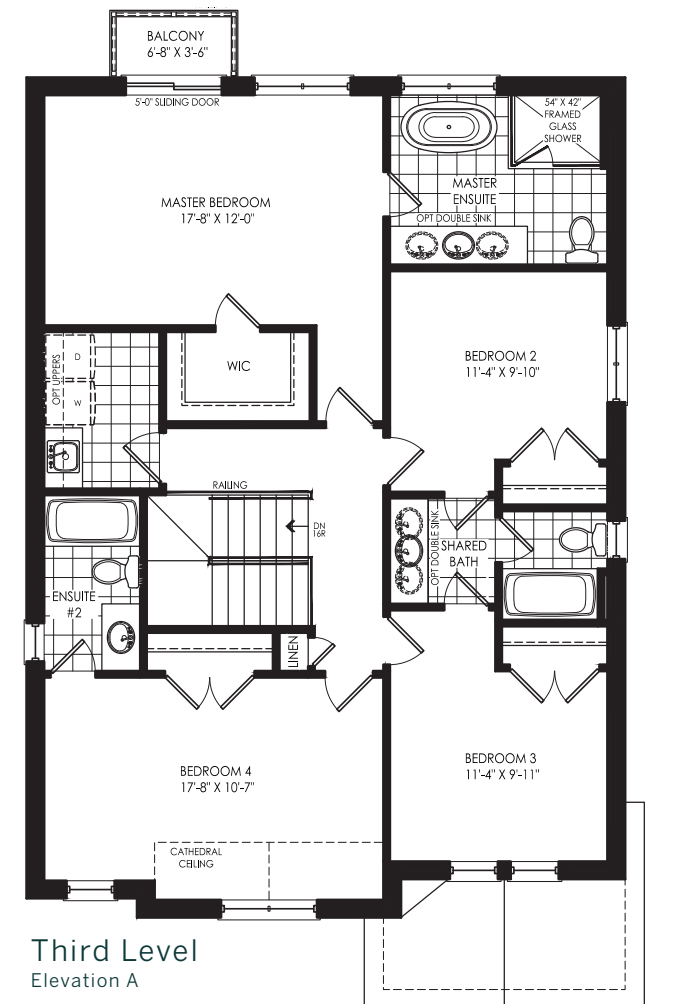 BALCONY
6'-8" X 3'-6"
5'-0" SLIDING DOOR
54" X 42"
FRAMED
GLASS
SHOWER
MASTER BEDROOM
17'-8" X 12'-0"
MASTER
ENSUITE
OPT DOUBLE SINK
OPT UPPERS
D
W
WIC
BEDROOM 2
11'-4" X 9'-10"
RAILING
DN
16R
OPT DOUBLE SINK
SHARED
BATH
ENSUITE
#2
LINEN
BEDROOM 4
17'-8" X 10'-7"
BEDROOM 3
11'-4" X 9'-11"
CATHEDRAL
CEILING
Third Level
Elevation A